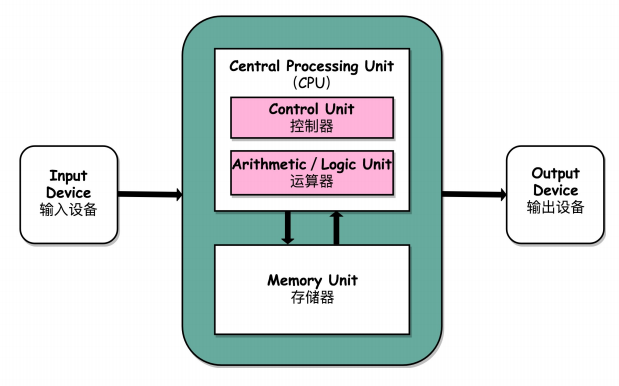 Central Processing Unit
(CPU)
Control Unit
控制器
Arithmetic / Logic Unit
运算器
Input
Device
输入设备
Output
Device
输出设备
Memory Unit
存储器